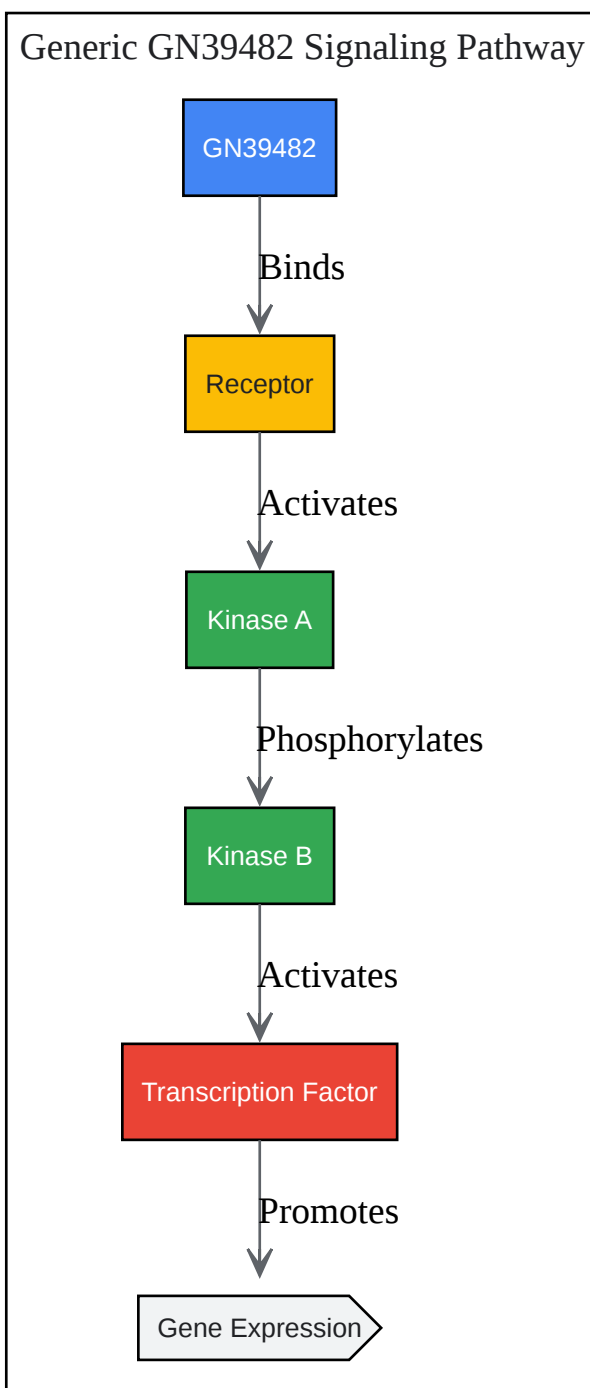 Generic GN39482 Signaling Pathway
GN39482
Binds
Receptor
Activates
Kinase A
Phosphorylates
Kinase B
Activates
Transcription Factor
Promotes
Gene Expression